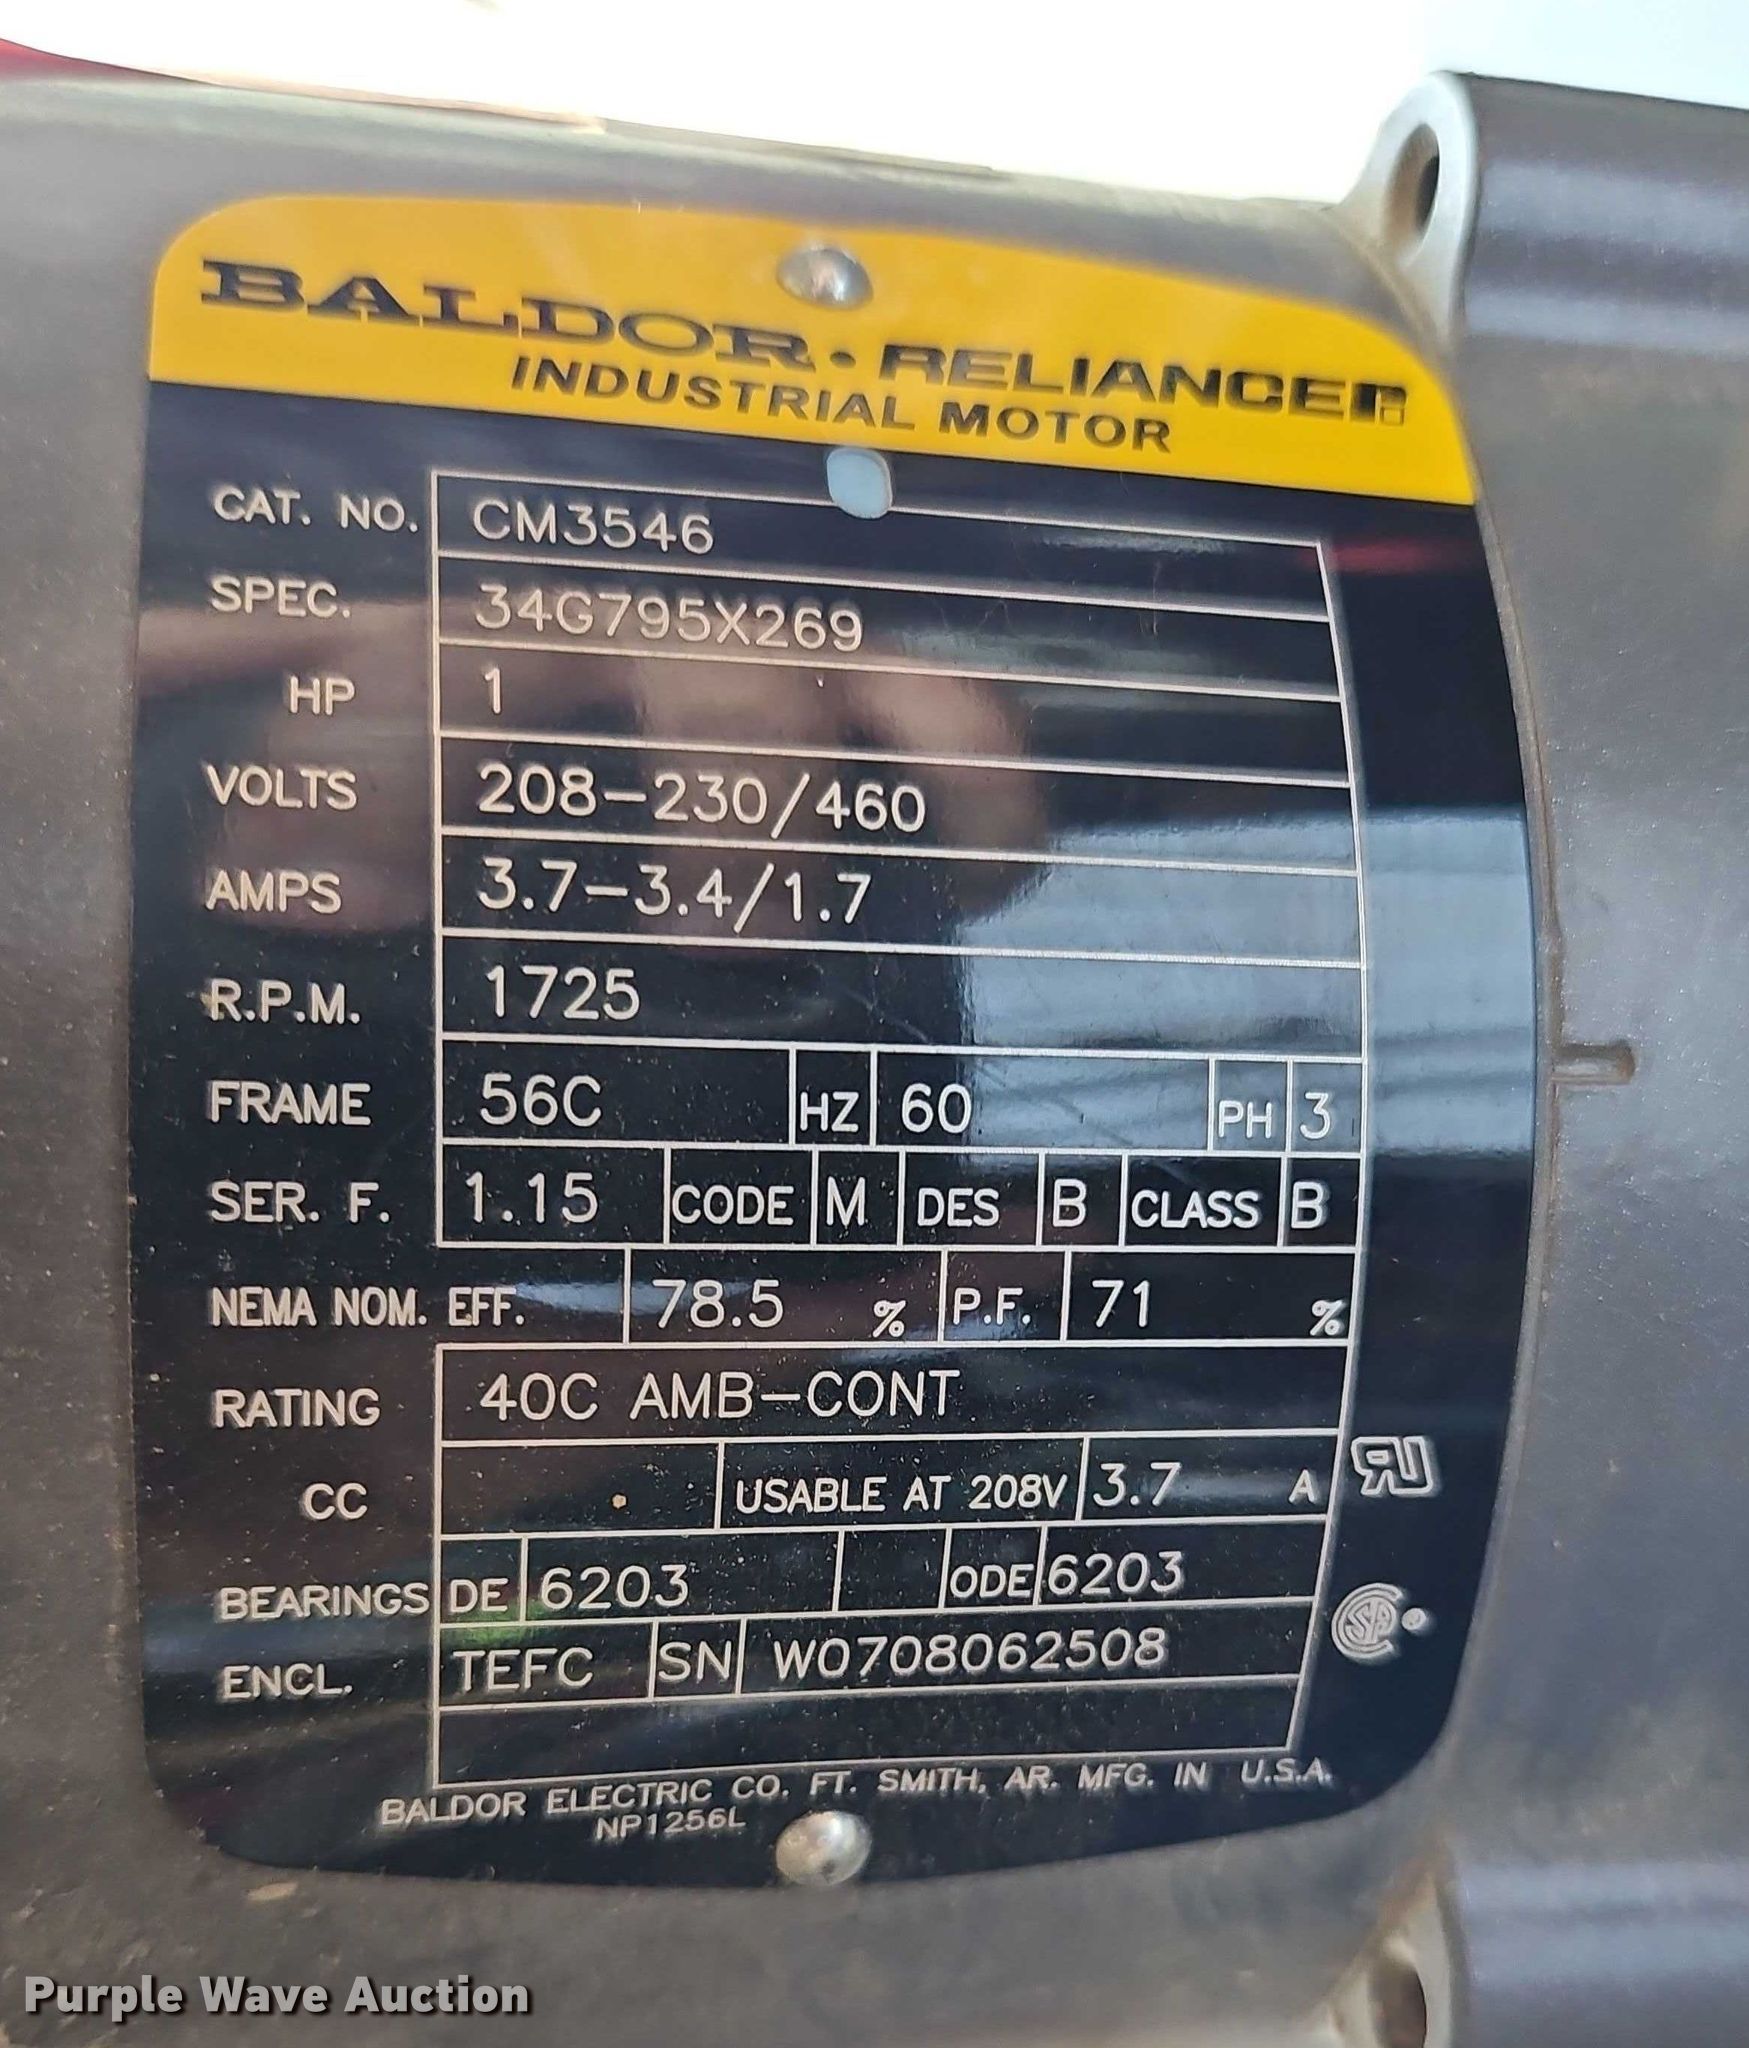 BALDOR • RELIANCER
INDUSTRIAL MOTOR
CAT. NO. CM3546
SPEC. 34G795X269
HP 1
VOLTS 208-230/460
AMPS 3.7-3.4/1.7
R.P.M. 1725
FRAME 56C HZ 60 PH 3
SER. F. 1.15 CODE M DES B CLASS B
NEMA NOM. EFF. 78.5 % P.F. 71 %
RATING 40C AMB-CONT
CC USABLE AT 208V 3.7 A
BEARINGS DE 6203 ODE 6203
ENCL. TEFC SN W0708062508
BALDOR ELECTRIC CO. FT. SMITH, AR. MFG. IN U.S.A.
NP1256L
Purple Wave Auction